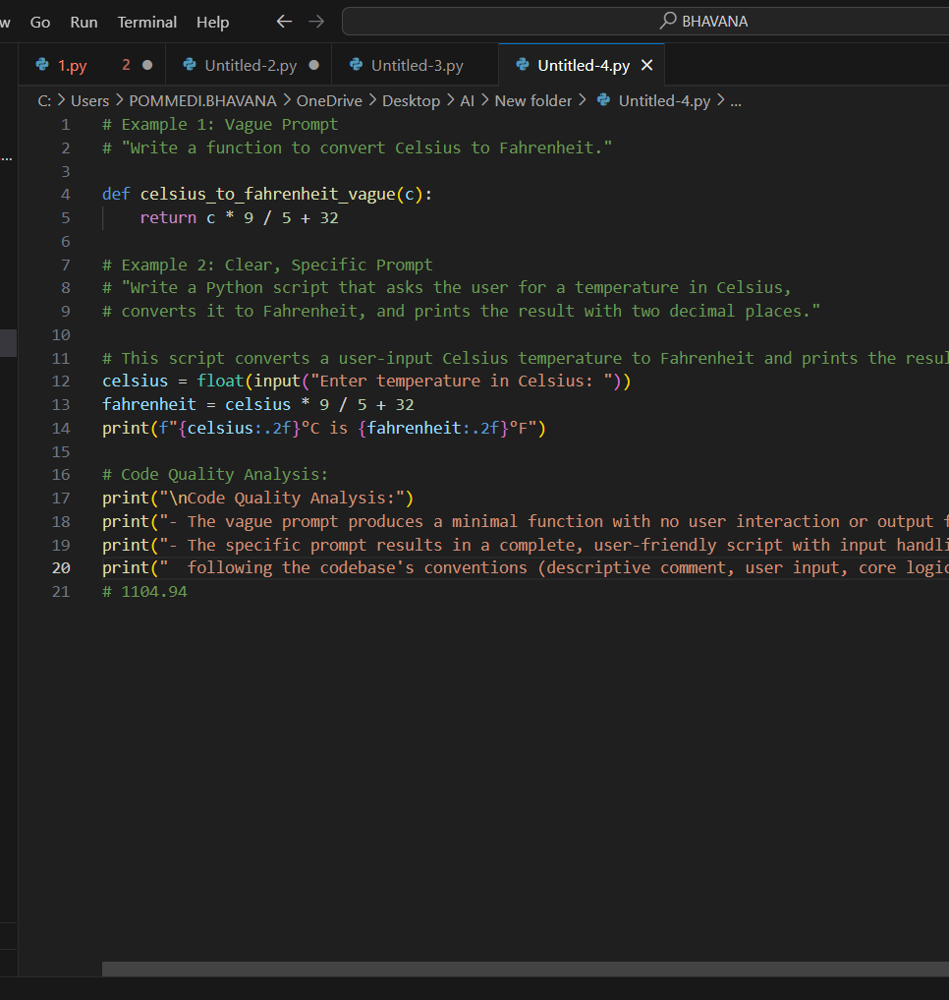 w Go Run Terminal Help ← → BHAVANA
1.py 2 ● Untitled-2.py ● Untitled-3.py Untitled-4.py ×
C: > Users > POMMEDI.BHAVANA > OneDrive > Desktop > AI > New folder > Untitled-4.py > ...
1 # Example 1: Vague Prompt
2 # "Write a function to convert Celsius to Fahrenheit."
3
4 def celsius_to_fahrenheit_vague(c):
5     return c * 9 / 5 + 32
6
7 # Example 2: Clear, Specific Prompt
8 # "Write a Python script that asks the user for a temperature in Celsius,
9 # converts it to Fahrenheit, and prints the result with two decimal places."
10
11 # This script converts a user-input Celsius temperature to Fahrenheit and prints the resul
12 celsius = float(input("Enter temperature in Celsius: "))
13 fahrenheit = celsius * 9 / 5 + 32
14 print(f"{celsius:.2f}°C is {fahrenheit:.2f}°F")
15
16 # Code Quality Analysis:
17 print("\nCode Quality Analysis:")
18 print("- The vague prompt produces a minimal function with no user interaction or output f
19 print("- The specific prompt results in a complete, user-friendly script with input handli
20 print("  following the codebase's conventions (descriptive comment, user input, core logic
21 # 1104.94